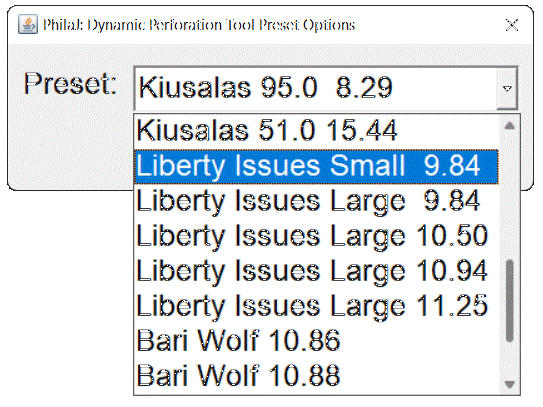 PhilaJ: Dynamic Perforation Tool Preset Options
Preset: Kiusalas 95.0 8.29
Kiusalas 51.0 15.44
Liberty Issues Small 9.84
Liberty Issues Large 9.84
Liberty Issues Large 10.50
Liberty Issues Large 10.94
Liberty Issues Large 11.25
Bari Wolf 10.86
Bari Wolf 10.88